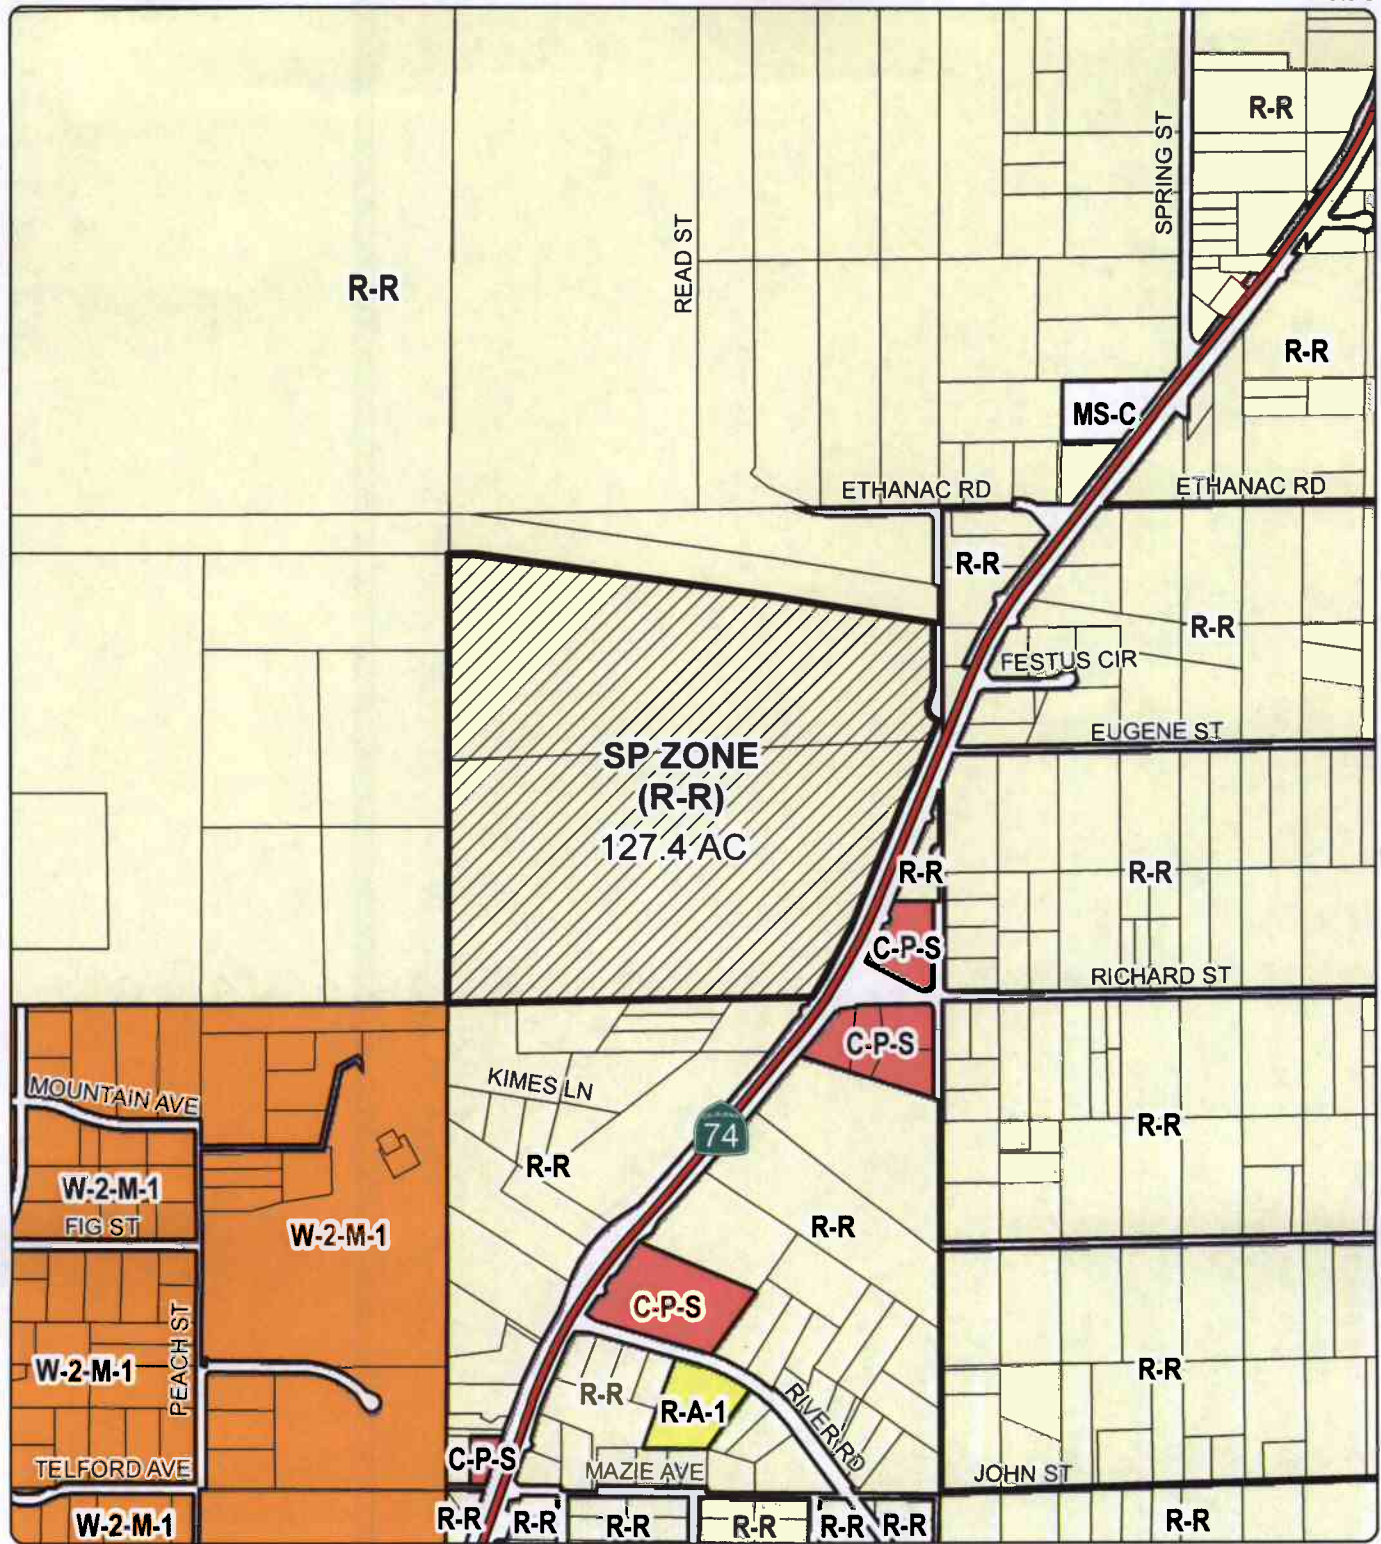 R-R
SPRING ST
READ ST
R-R
R-R
MS-C
ETHANAC RD
ETHANAC RD
R-R
R-R
FESTUS CIR
EUGENE ST
SP ZONE
(R-R)
127.4 AC
R-R
R-R
C-P-S
RICHARD ST
C-P-S
KIMES LN
MOUNTAIN AVE
74
R-R
R-R
W-2-M-1
FIG ST
W-2-M-1
R-R
C-P-S
PEACH ST
W-2-M-1
R-R
R-R
R-A-1
RIVER RD
C-P-S
TELFORD AVE
MAZIE AVE
JOHN ST
W-2-M-1
R-R
R-R
R-R
R-R
R-R
R-R
R-R